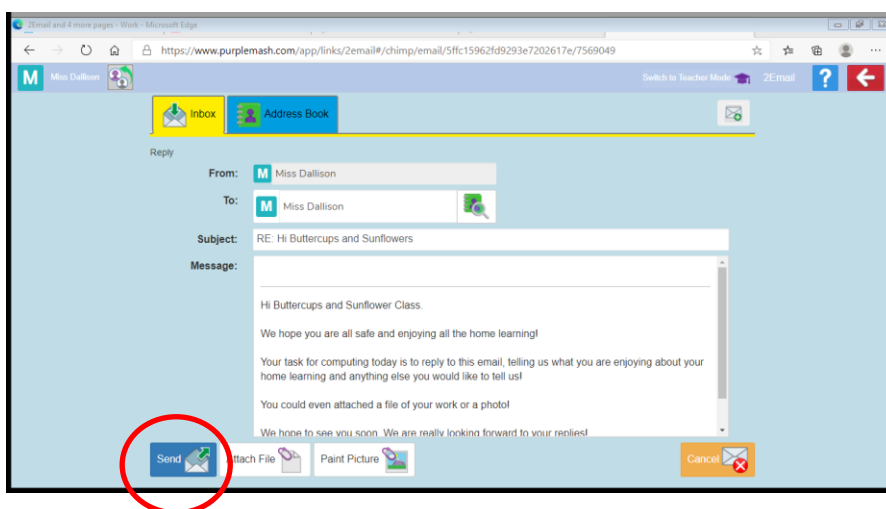 2Email and 4 more pages - Work - Microsoft Edge
https://www.purplemash.com/app/links/2email#/chimp/email/5ffc15962fd9293e7202617e/7569049
M Miss Dallison Switch to Teacher Mode 2Email ?
Inbox Address Book
Reply
From: M Miss Dallison
To: M Miss Dallison
Subject: RE: Hi Buttercups and Sunflowers
Message:
Hi Buttercups and Sunflower Class.
We hope you are all safe and enjoying all the home learning!
Your task for computing today is to reply to this email, telling us what you are enjoying about your
home learning and anything else you would like to tell us!
You could even attached a file of your work or a photo!
We hope to see you soon. We are really looking forward to your replies!
Send Attach File Paint Picture Cancel